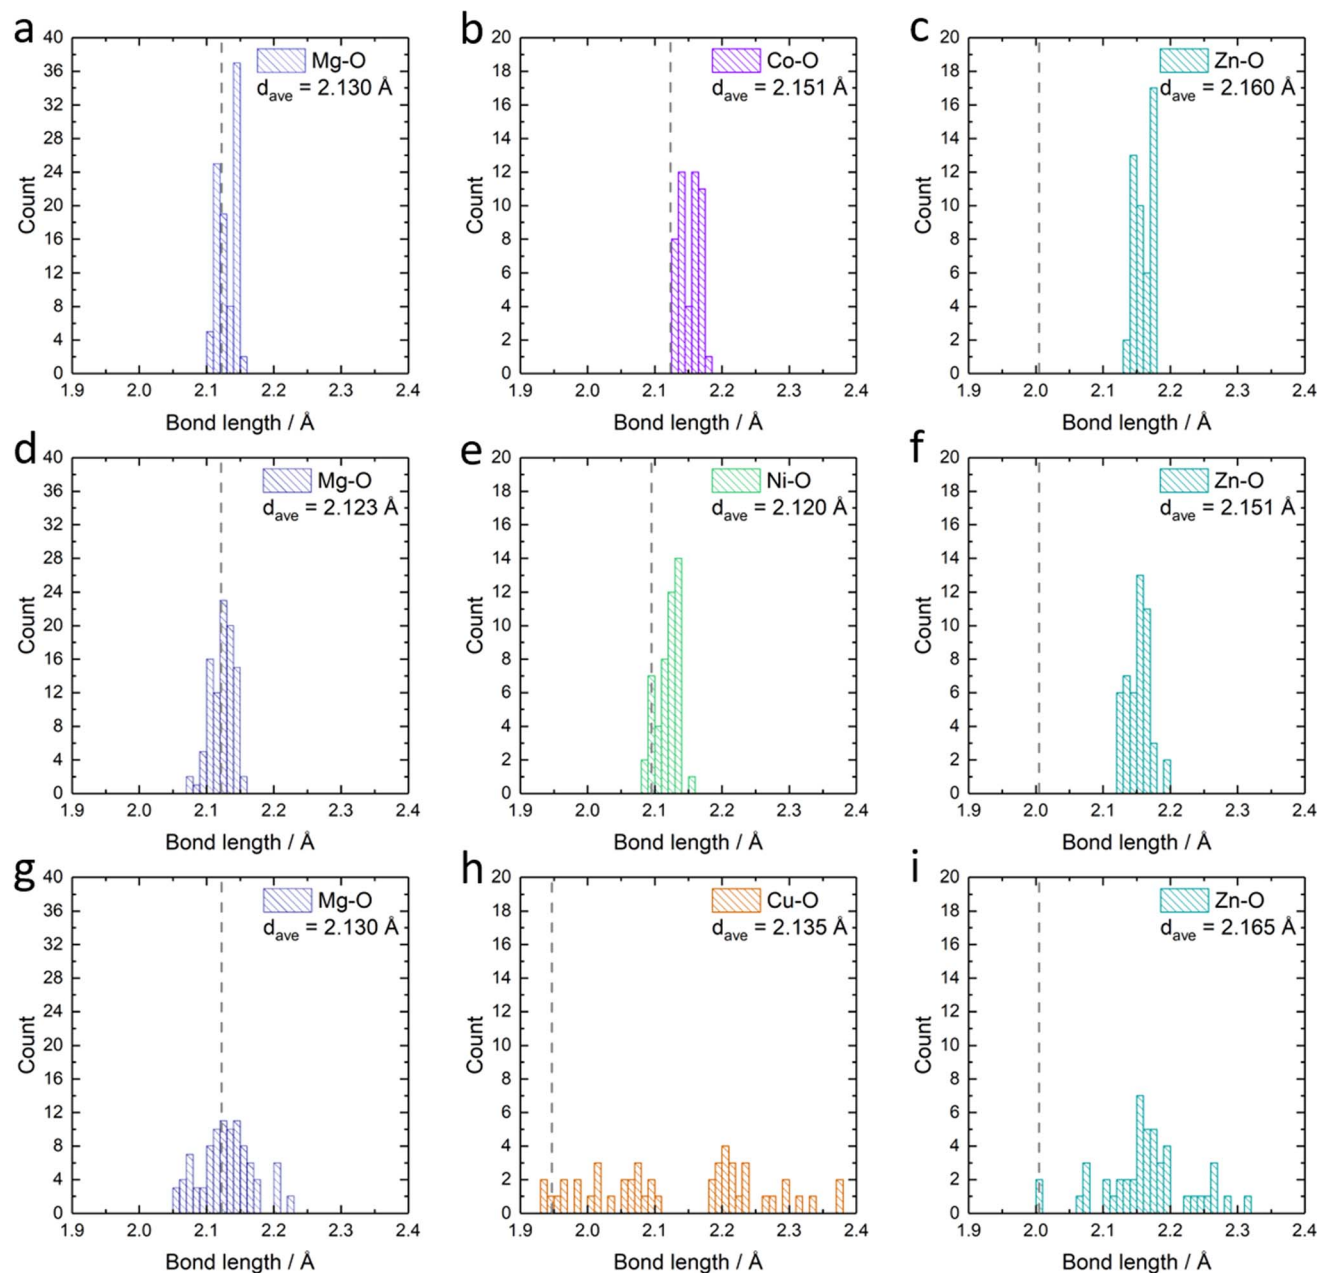 a
40
36
32
28
24
20
16
12
8
4
0
Count
1.9 2.0 2.1 2.2 2.3 2.4
Bond length / Å
Mg-O
dave = 2.130 Å
b
20
18
16
14
12
10
8
6
4
2
0
Count
1.9 2.0 2.1 2.2 2.3 2.4
Bond length / Å
Co-O
dave = 2.151 Å
c
20
18
16
14
12
10
8
6
4
2
0
Count
1.9 2.0 2.1 2.2 2.3 2.4
Bond length / Å
Zn-O
dave = 2.160 Å
d
40
36
32
28
24
20
16
12
8
4
0
Count
1.9 2.0 2.1 2.2 2.3 2.4
Bond length / Å
Mg-O
dave = 2.123 Å
e
20
18
16
14
12
10
8
6
4
2
0
Count
1.9 2.0 2.1 2.2 2.3 2.4
Bond length / Å
Ni-O
dave = 2.120 Å
f
20
18
16
14
12
10
8
6
4
2
0
Count
1.9 2.0 2.1 2.2 2.3 2.4
Bond length / Å
Zn-O
dave = 2.151 Å
g
40
36
32
28
24
20
16
12
8
4
0
Count
1.9 2.0 2.1 2.2 2.3 2.4
Bond length / Å
Mg-O
dave = 2.130 Å
h
20
18
16
14
12
10
8
6
4
2
0
Count
1.9 2.0 2.1 2.2 2.3 2.4
Bond length / Å
Cu-O
dave = 2.135 Å
i
20
18
16
14
12
10
8
6
4
2
0
Count
1.9 2.0 2.1 2.2 2.3 2.4
Bond length / Å
Zn-O
dave = 2.165 Å